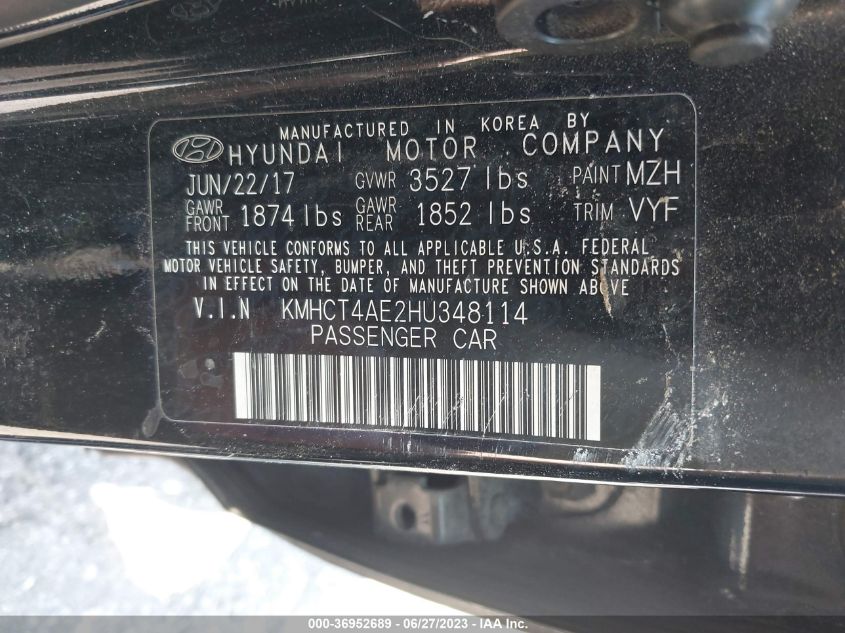 MANUFACTURED IN KOREA BY
HYUNDAI MOTOR COMPANY
JUN/22/17 GVWR 3527 lbs PAINT MZH
GAWR FRONT 1874 lbs GAWR REAR 1852 lbs TRIM VYF
THIS VEHICLE CONFORMS TO ALL APPLICABLE U.S.A. FEDERAL
MOTOR VEHICLE SAFETY, BUMPER, AND THEFT PREVENTION STANDARDS
IN EFFECT ON THE DATE OF MANUFACTURE SHOWN ABOVE
V.I.N KMHCT4AE2HU348114
PASSENGER CAR
000-36952689 - 06/27/2023 - IAA Inc.